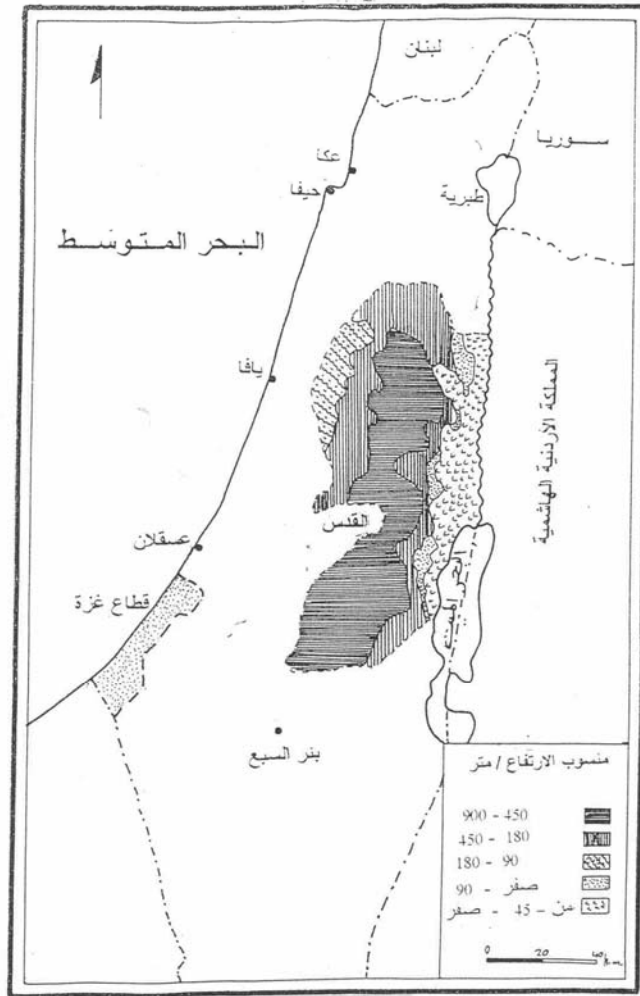 لبنان
سوريا
عكا
حيفا
طبرية
البحر المتوسط
يافا
المملكة الأردنية الهاشمية
القدس
عسقلان
البحر الميت
قطاع غزة
بئر السبع
منسوب الارتفاع / متر
450 - 900
180 - 450
90 - 180
صفر - 90
من - 45 - صفر
0 20 40 k.m